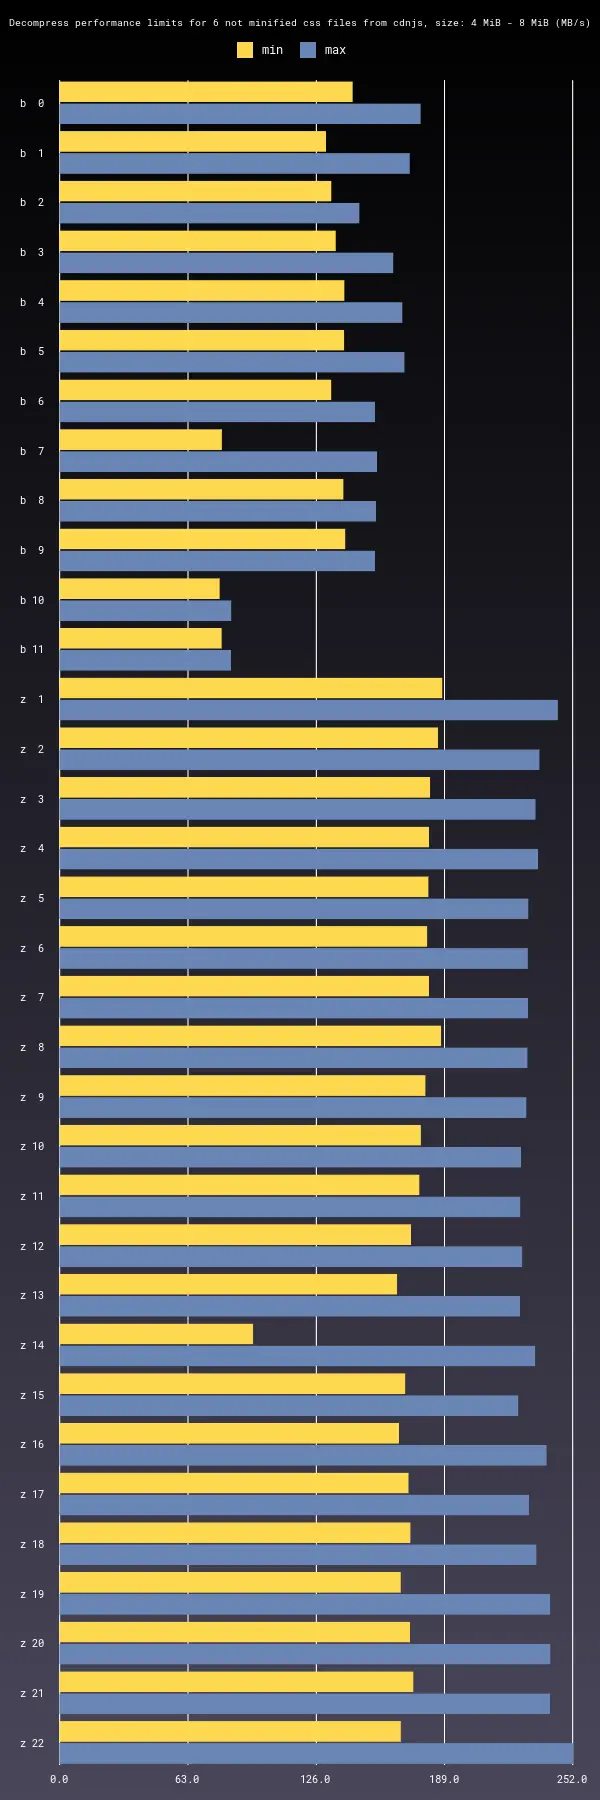 Decompress performance limits for 6 not minified css files from cdnjs, size: 4 MiB - 8 MiB (MB/s)
min max
b 0
b 1
b 2
b 3
b 4
b 5
b 6
b 7
b 8
b 9
b 10
b 11
z 1
z 2
z 3
z 4
z 5
z 6
z 7
z 8
z 9
z 10
z 11
z 12
z 13
z 14
z 15
z 16
z 17
z 18
z 19
z 20
z 21
z 22
0.0 63.0 126.0 189.0 252.0